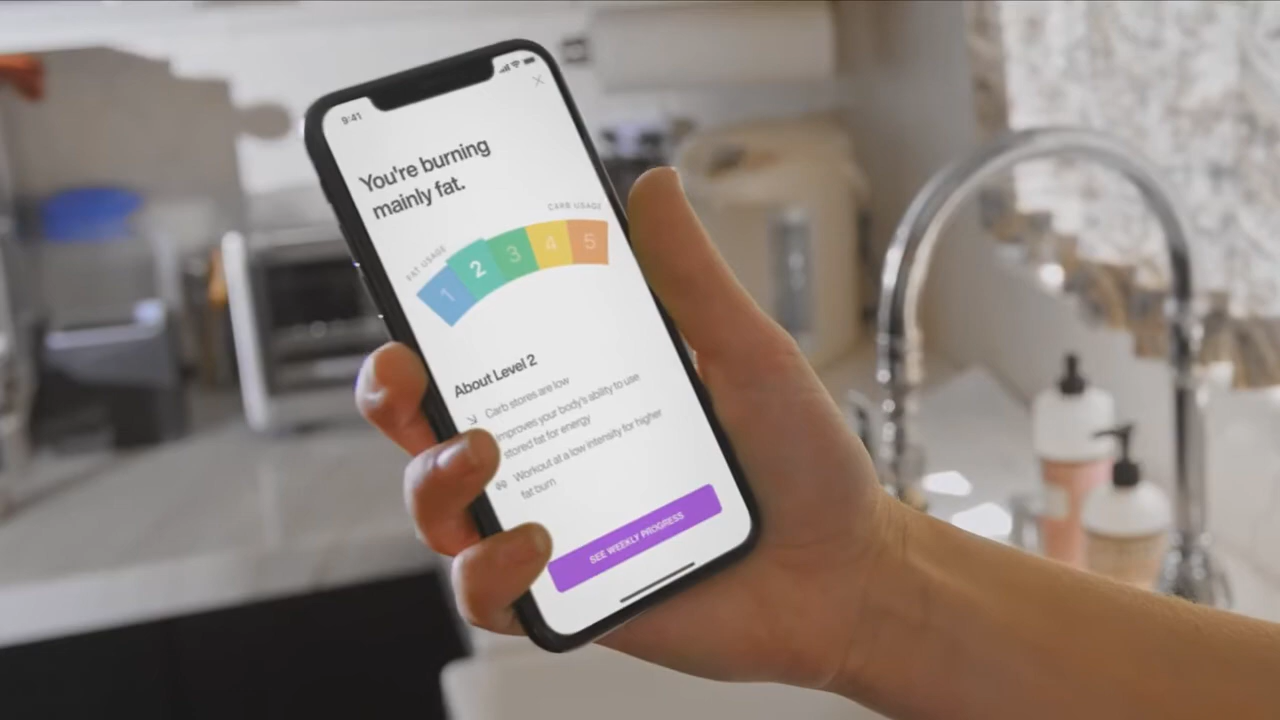 9:41
You're burning
mainly fat.
CARB USAGE
FAT USAGE
1 2 3 4 5
About Level 2
Carb stores are low
Improves your body's ability to use
stored fat for energy
Workout at a low intensity for higher
fat burn
SEE WEEKLY PROGRESS